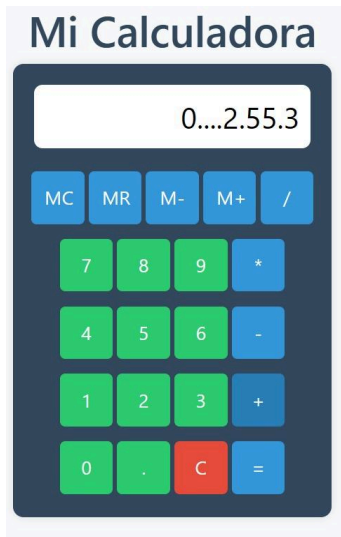 Mi Calculadora
0....2.55.3
MC MR M- M+ /
7 8 9 *
4 5 6 -
1 2 3 +
0 . C =